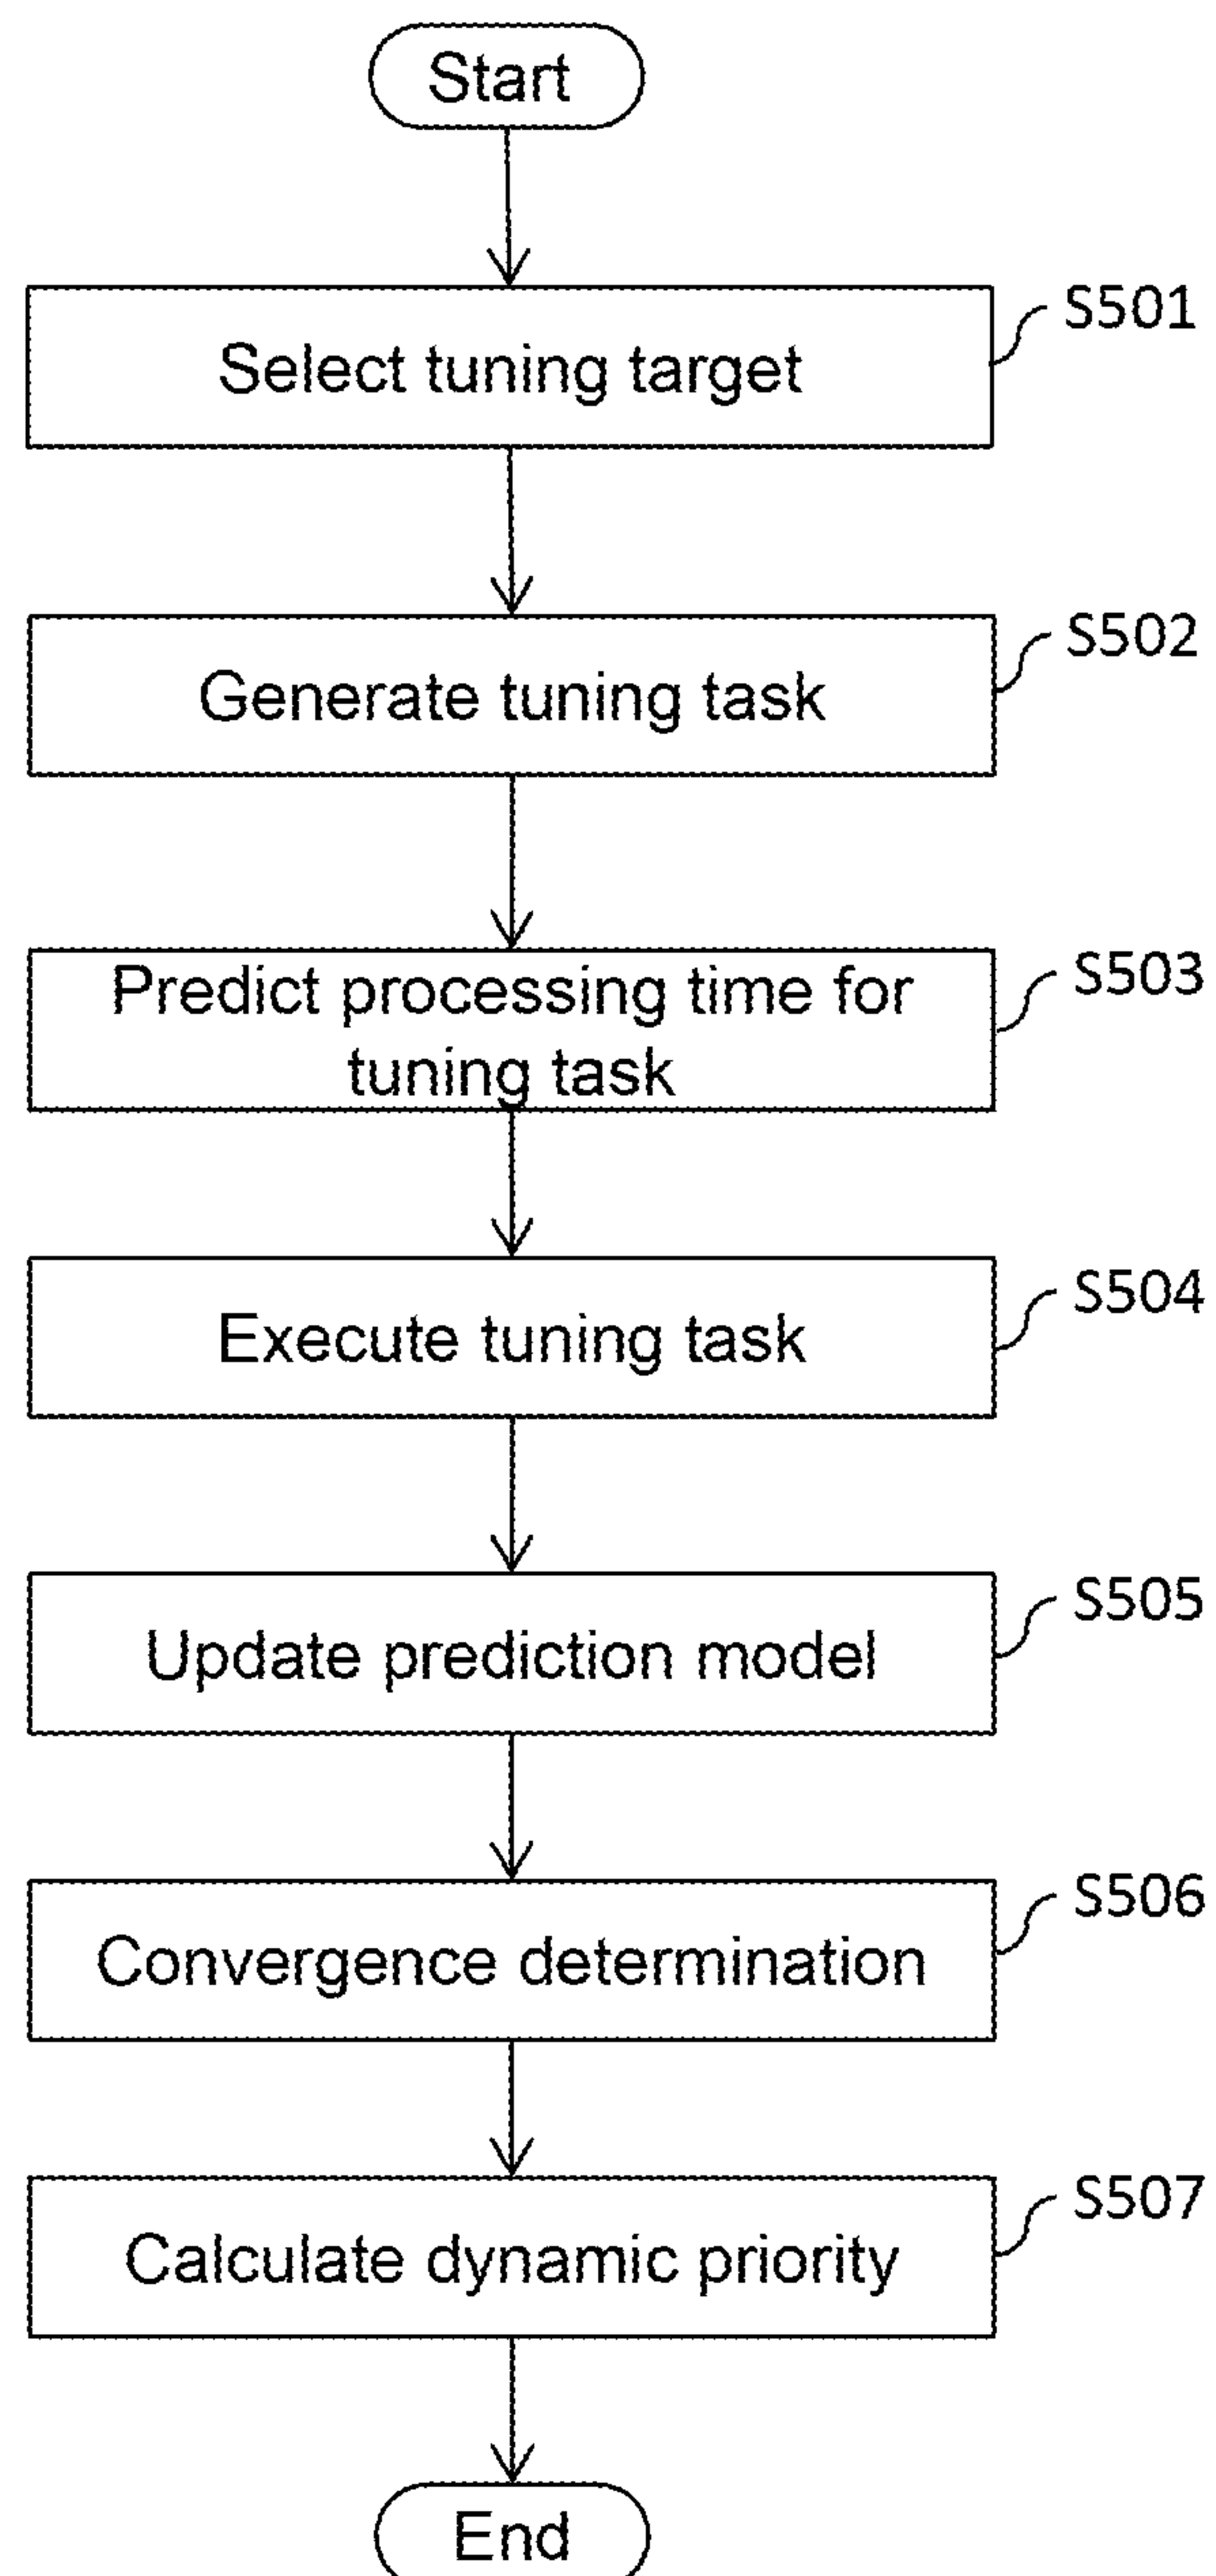 Start
Select tuning target
S501
Generate tuning task
S502
Predict processing time for
tuning task
S503
Execute tuning task
S504
Update prediction model
S505
Convergence determination
S506
Calculate dynamic priority
S507
End